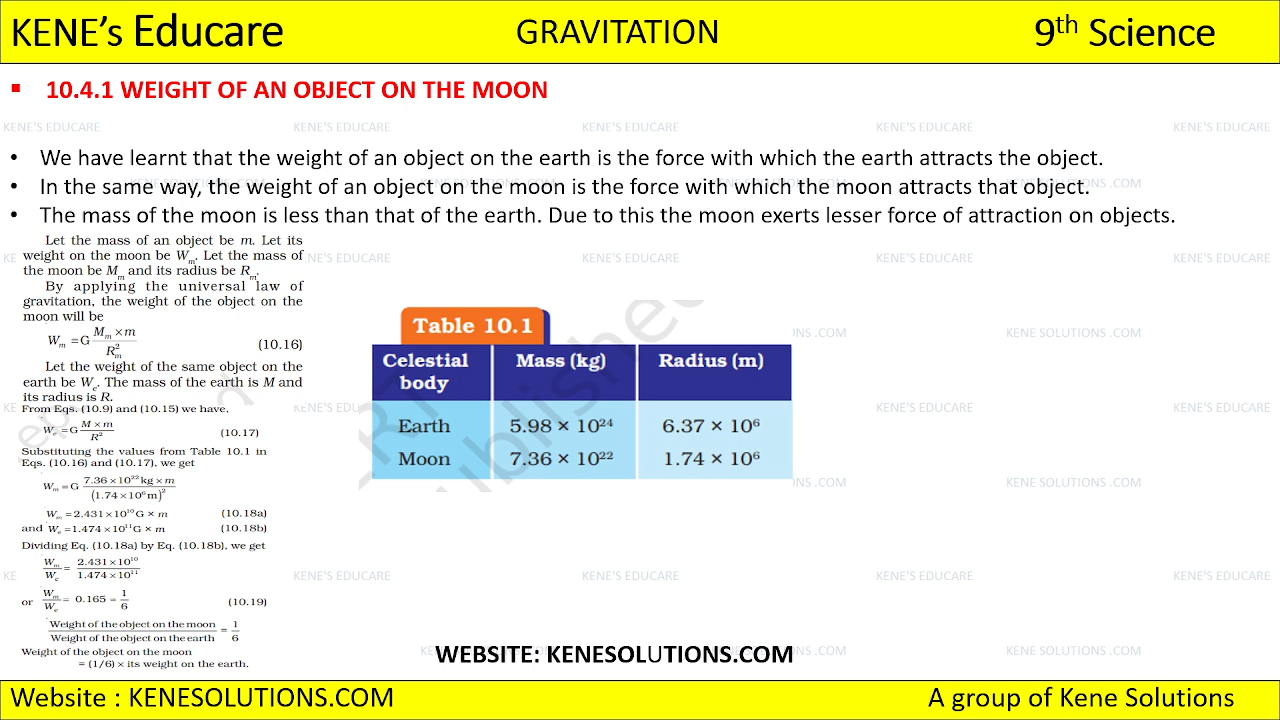 KENE's Educare
GRAVITATION
9th Science
▪ 10.4.1 WEIGHT OF AN OBJECT ON THE MOON
• We have learnt that the weight of an object on the earth is the force with which the earth attracts the object.
• In the same way, the weight of an object on the moon is the force with which the moon attracts that object.
• The mass of the moon is less than that of the earth. Due to this the moon exerts lesser force of attraction on objects.
Let the mass of an object be m. Let its
weight on the moon be Wm. Let the mass of
the moon be Mm and its radius be Rm.
By applying the universal law of
gravitation, the weight of the object on the
moon will be
Wm = G (Mm × m) / Rm² (10.16)
Let the weight of the same object on the
earth be We. The mass of the earth is M and
its radius is R.
From Eqs. (10.9) and (10.15) we have,
We = G (M × m) / R² (10.17)
Substituting the values from Table 10.1 in
Eqs. (10.16) and (10.17), we get
Wm = G (7.36 × 10²² kg × m) / (1.74 × 10⁶ m)²
Wm = 2.431 × 10¹⁰ G × m (10.18a)
and We = 1.474 × 10¹¹ G × m (10.18b)
Dividing Eq. (10.18a) by Eq. (10.18b), we get
Wm / We = 2.431 × 10¹⁰ / 1.474 × 10¹¹
or Wm / We = 0.165 = 1/6 (10.19)
Weight of the object on the moon / Weight of the object on the earth = 1/6
Weight of the object on the moon
= (1/6) × its weight on the earth.
Table 10.1
Celestial body Mass (kg) Radius (m)
Earth 5.98 × 10²⁴ 6.37 × 10⁶
Moon 7.36 × 10²² 1.74 × 10⁶
WEBSITE: KENESOLUTIONS.COM
Website : KENESOLUTIONS.COM
A group of Kene Solutions